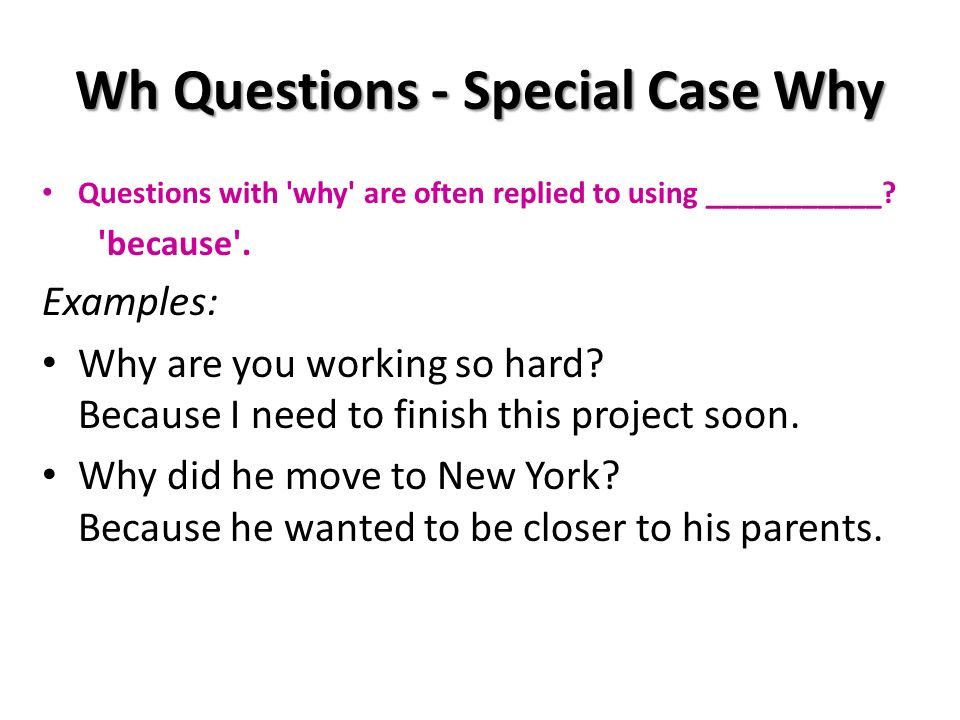 Wh Questions - Special Case Why
• Questions with 'why' are often replied to using ___________?
'because'.
Examples:
• Why are you working so hard?
Because I need to finish this project soon.
• Why did he move to New York?
Because he wanted to be closer to his parents.